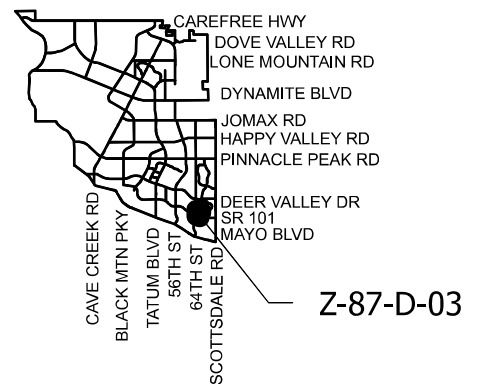 CAREFREE HWY
DOVE VALLEY RD
LONE MOUNTAIN RD
DYNAMITE BLVD
JOMAX RD
HAPPY VALLEY RD
PINNACLE PEAK RD
DEER VALLEY DR
SR 101
MAYO BLVD
CAVE CREEK RD
BLACK MTN PKY
TATUM BLVD
56TH ST
64TH ST
SCOTTSDALE RD
Z-87-D-03